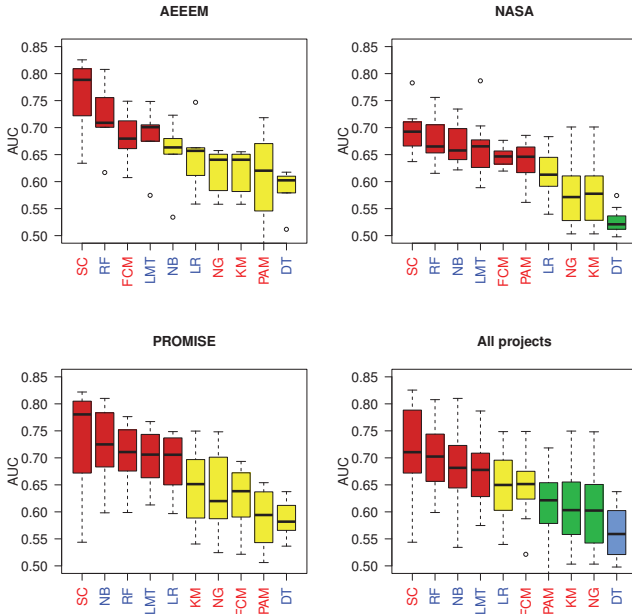 AEEEM
0.85
0.80
0.75
0.70
0.65
0.60
0.55
0.50
AUC
SC RF FCM LMT NB LR NG KM PAM DT
NASA
0.85
0.80
0.75
0.70
0.65
0.60
0.55
0.50
AUC
SC RF NB LMT FCM PAM LR NG KM DT
PROMISE
0.85
0.80
0.75
0.70
0.65
0.60
0.55
0.50
AUC
SC NB RF LMT LR KM NG FCM PAM DT
All projects
0.85
0.80
0.75
0.70
0.65
0.60
0.55
0.50
AUC
SC RF NB LMT LR FCM PAM KM NG DT